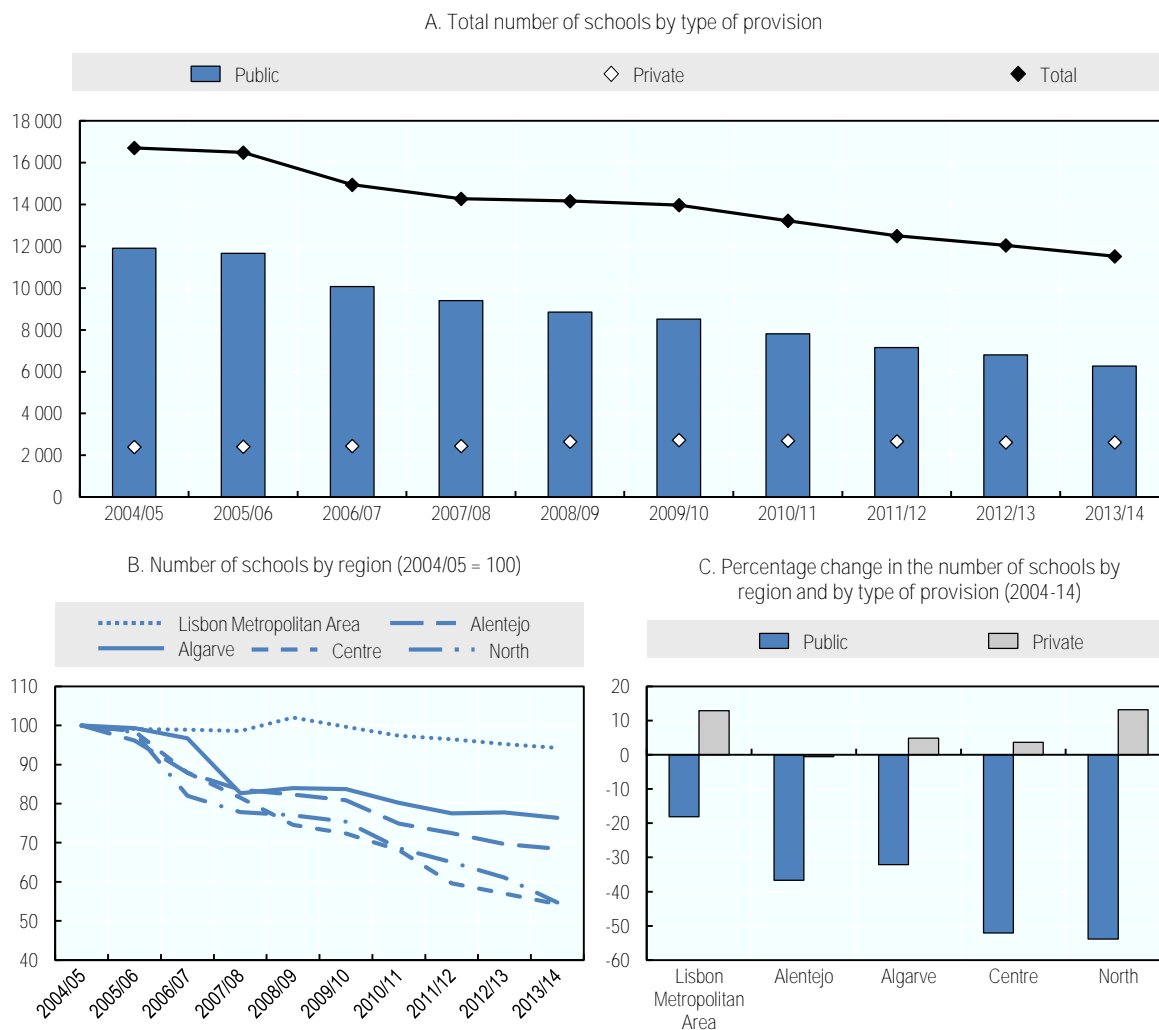 A. Total number of schools by type of provision
Public Private Total
18 000
16 000
14 000
12 000
10 000
8 000
6 000
4 000
2 000
0
2004/05 2005/06 2006/07 2007/08 2008/09 2009/10 2010/11 2011/12 2012/13 2013/14
B. Number of schools by region (2004/05 = 100)
Lisbon Metropolitan Area Alentejo
Algarve Centre North
110
100
90
80
70
60
50
40
2004/05 2005/06 2006/07 2007/08 2008/09 2009/10 2010/11 2011/12 2012/13 2013/14
C. Percentage change in the number of schools by
region and by type of provision (2004-14)
Public Private
20
10
0
-10
-20
-30
-40
-50
-60
Lisbon Metropolitan Area Alentejo Algarve Centre North